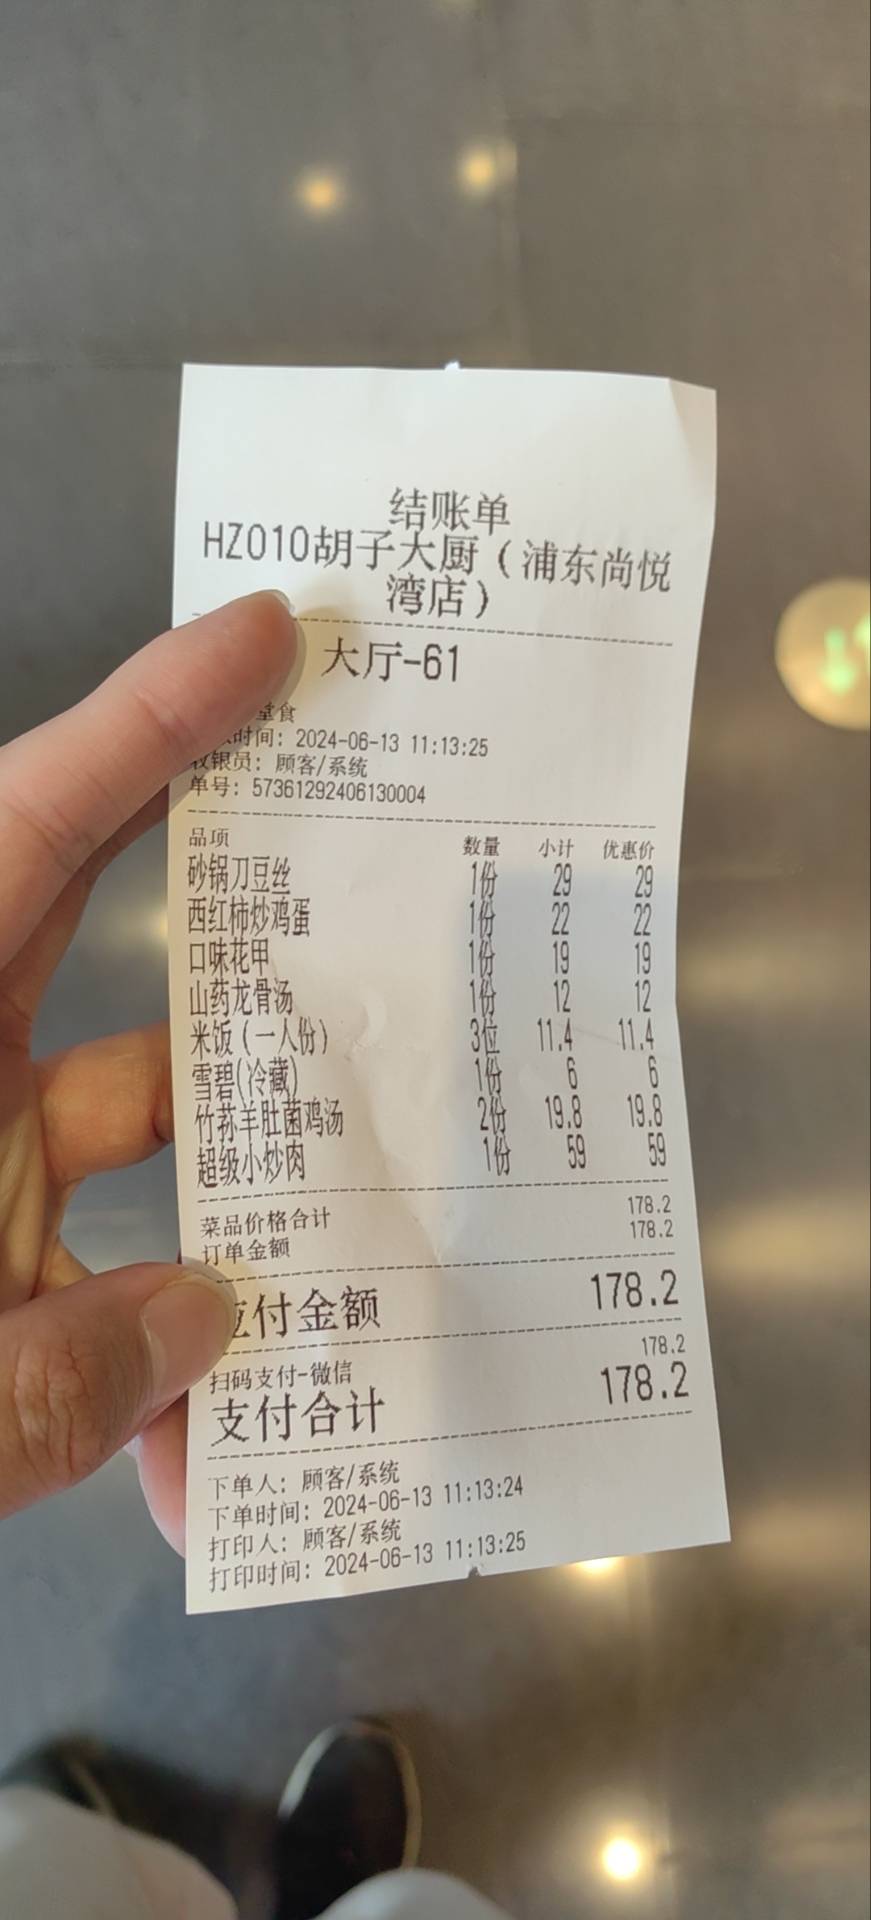 结账单
HZ010胡子大厨(浦东尚悦
湾店)
大厅-61
堂食
时间: 2024-06-13 11:13:25
收银员: 顾客/系统
单号: 57361292406130004
品项 数量 小计 优惠价
砂锅刀豆丝 1份 29 29
西红柿炒鸡蛋 1份 22 22
口味花甲 1份 19 19
山药龙骨汤 1份 12 12
米饭(一人份) 3位 11.4 11.4
雪碧(冷藏) 1份 6 6
竹荪羊肚菌鸡汤 2份 19.8 19.8
超级小炒肉 1份 59 59
菜品价格合计 178.2
订单金额 178.2
应付金额 178.2
扫码支付-微信 178.2
支付合计 178.2
下单人: 顾客/系统
下单时间: 2024-06-13 11:13:24
打印人: 顾客/系统
打印时间: 2024-06-13 11:13:25